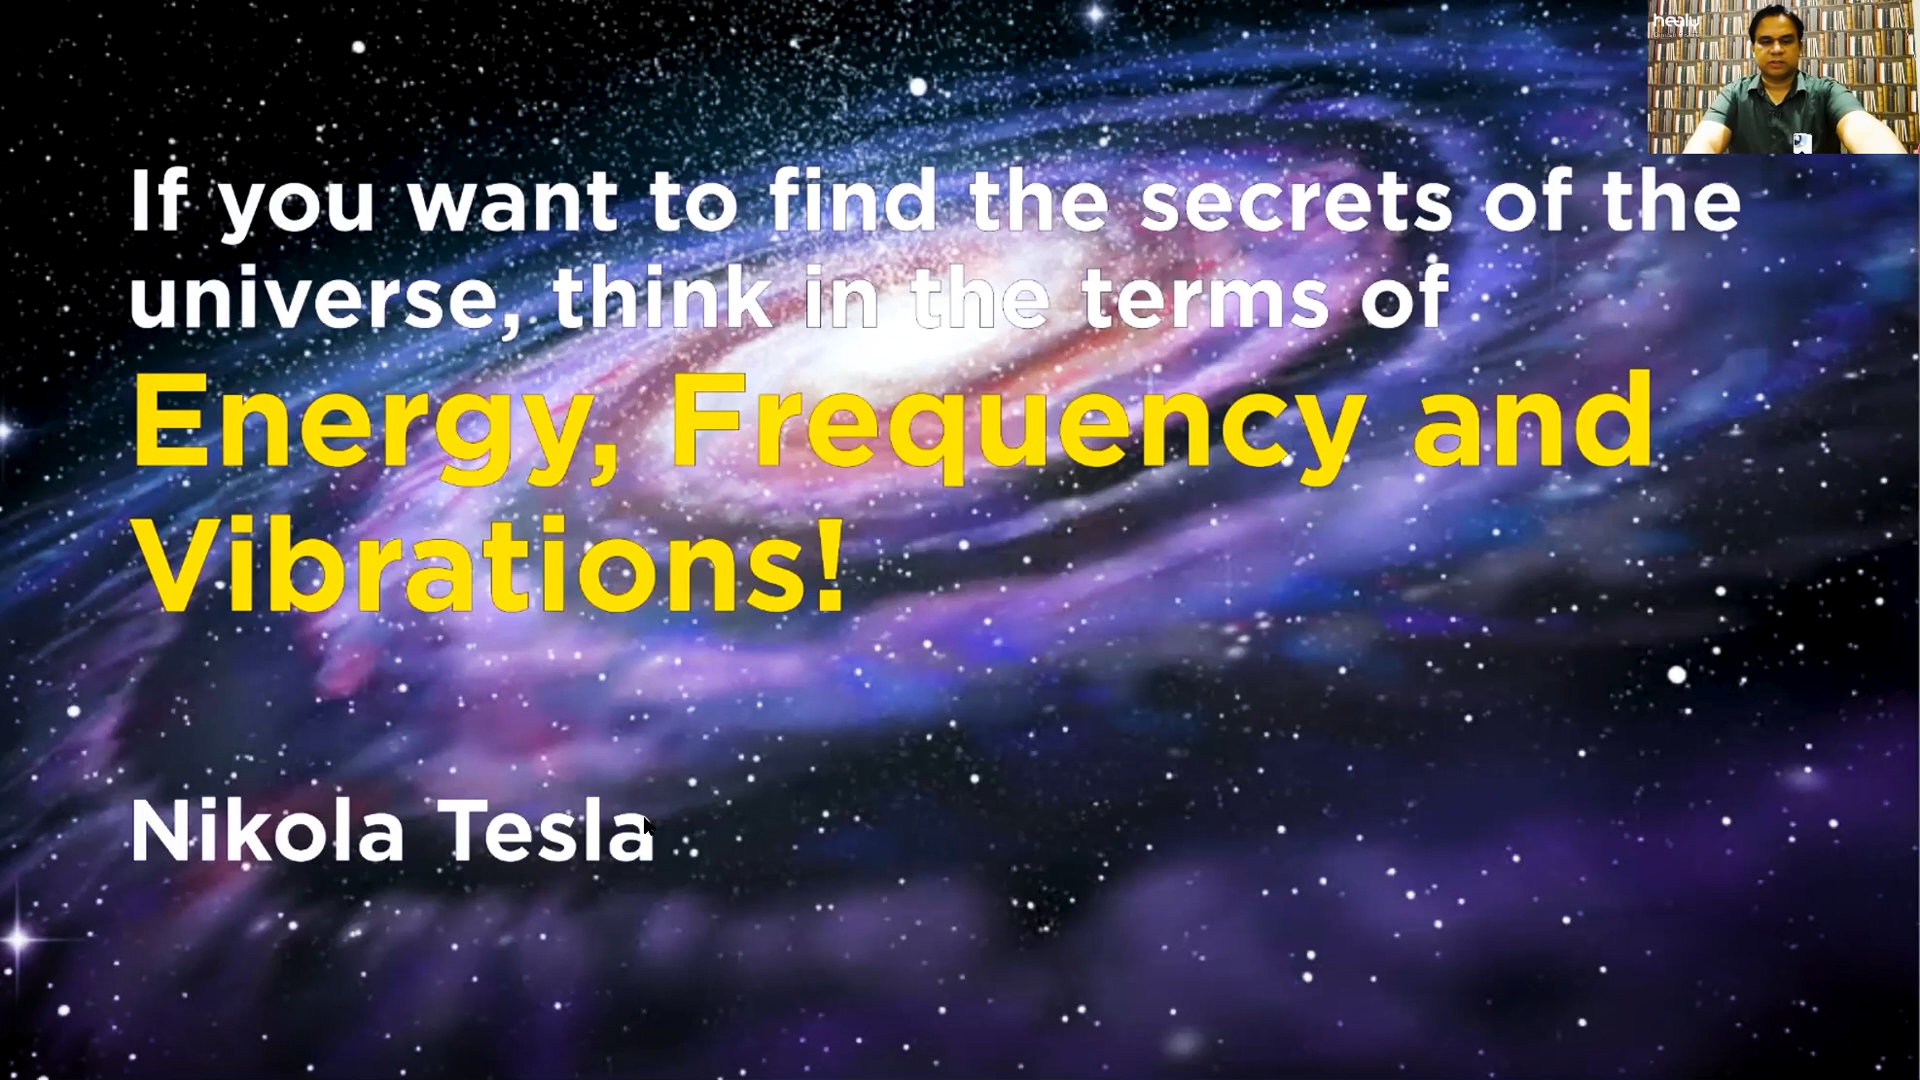 healy
If you want to find the secrets of the
universe, think in the terms of
Energy, Frequency and
Vibrations!
Nikola Tesla